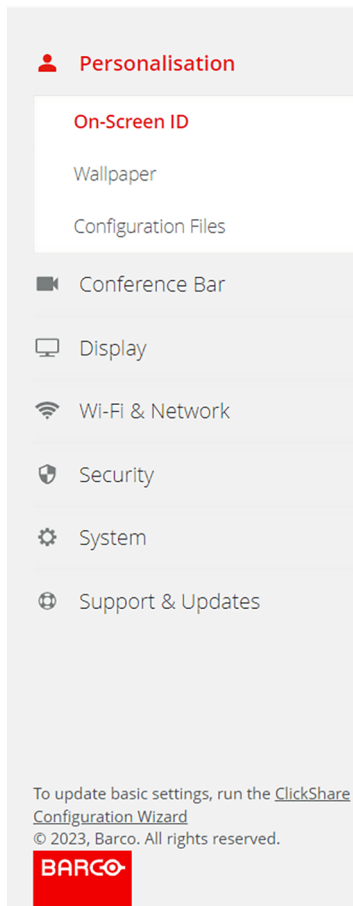 Personalisation
On-Screen ID
Wallpaper
Configuration Files
Conference Bar
Display
Wi-Fi & Network
Security
System
Support & Updates
To update basic settings, run the ClickShare
Configuration Wizard
© 2023, Barco. All rights reserved.
BARCO